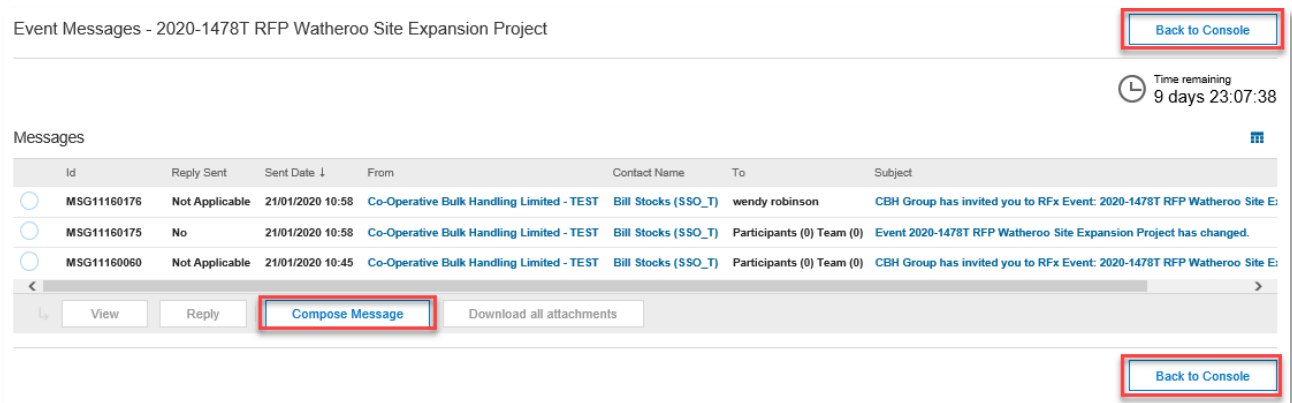 Event Messages - 2020-1478T RFP Watheroo Site Expansion Project
Back to Console
Time remaining
9 days 23:07:38
Messages
Id Reply Sent Sent Date ↓ From Contact Name To Subject
MSG11160176 Not Applicable 21/01/2020 10:58 Co-Operative Bulk Handling Limited - TEST Bill Stocks (SSO_T) wendy robinson CBH Group has invited you to RFx Event: 2020-1478T RFP Watheroo Site
MSG11160175 No 21/01/2020 10:58 Co-Operative Bulk Handling Limited - TEST Bill Stocks (SSO_T) Participants (0) Team (0) Event 2020-1478T RFP Watheroo Site Expansion Project has changed.
MSG11160060 Not Applicable 21/01/2020 10:45 Co-Operative Bulk Handling Limited - TEST Bill Stocks (SSO_T) Participants (0) Team (0) CBH Group has invited you to RFx Event: 2020-1478T RFP Watheroo Site
View Reply Compose Message Download all attachments
Back to Console